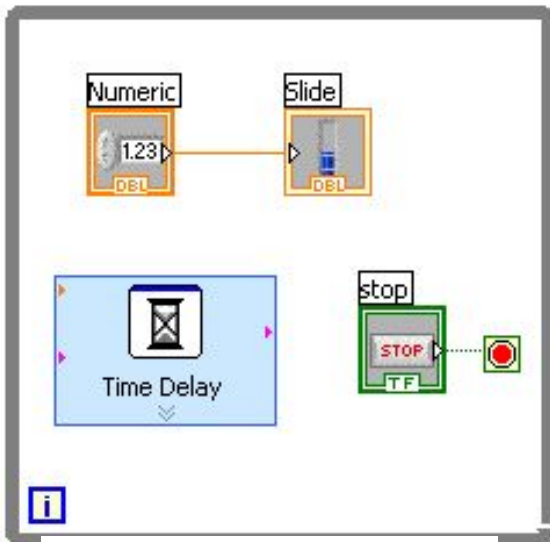 Numeric
Slide
1.23
DBL
DBL
Time Delay
stop
STOP
TF
i